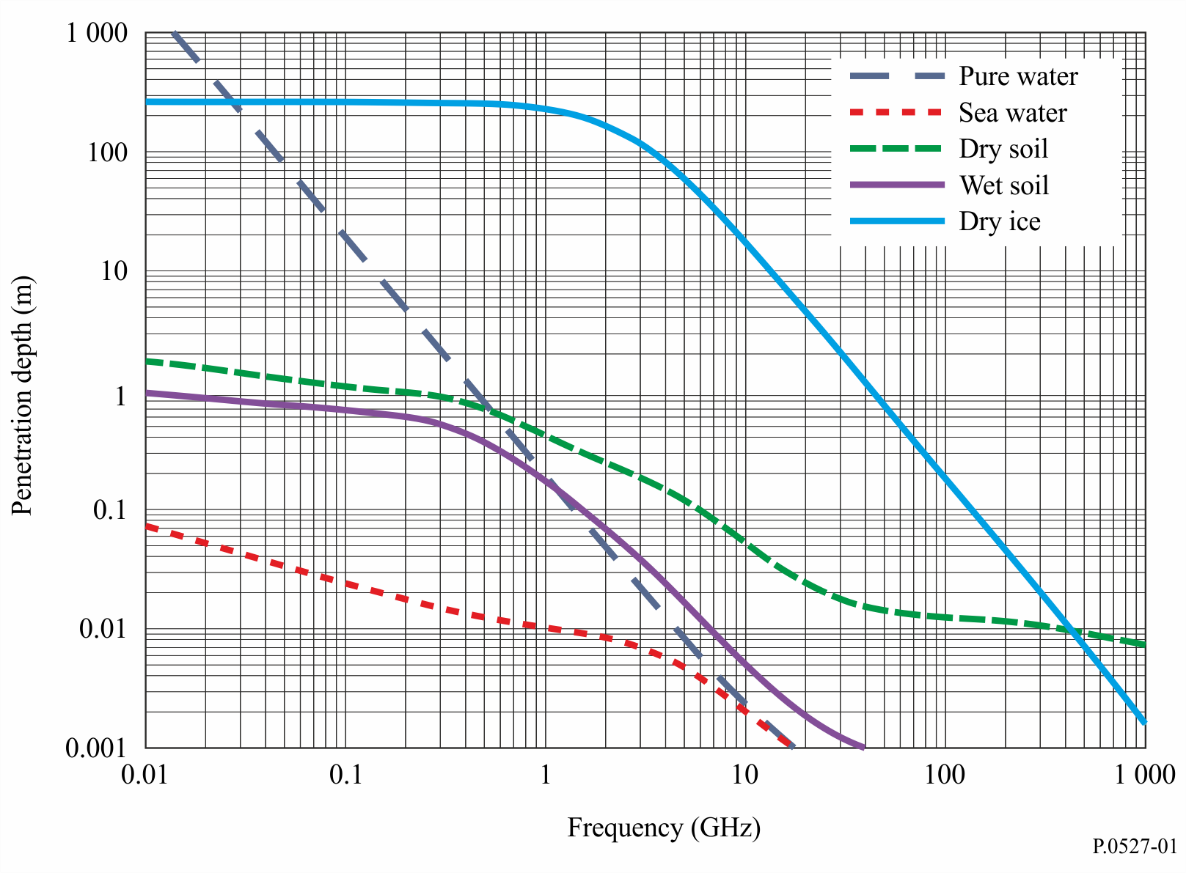 1 000
100
10
1
0.1
0.01
0.001
Penetration depth (m)
Pure water
Sea water
Dry soil
Wet soil
Dry ice
0.01 0.1 1 10 100 1 000
Frequency (GHz)
P.0527-01